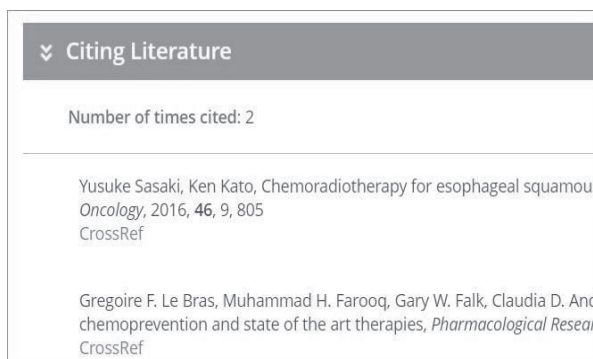 Citing Literature
Number of times cited: 2
Yusuke Sasaki, Ken Kato, Chemoradiotherapy for esophageal squamou
Oncology, 2016, 46, 9, 805
CrossRef
Gregoire F. Le Bras, Muhammad H. Farooq, Gary W. Falk, Claudia D. And
chemoprevention and state of the art therapies, Pharmacological Resear
CrossRef